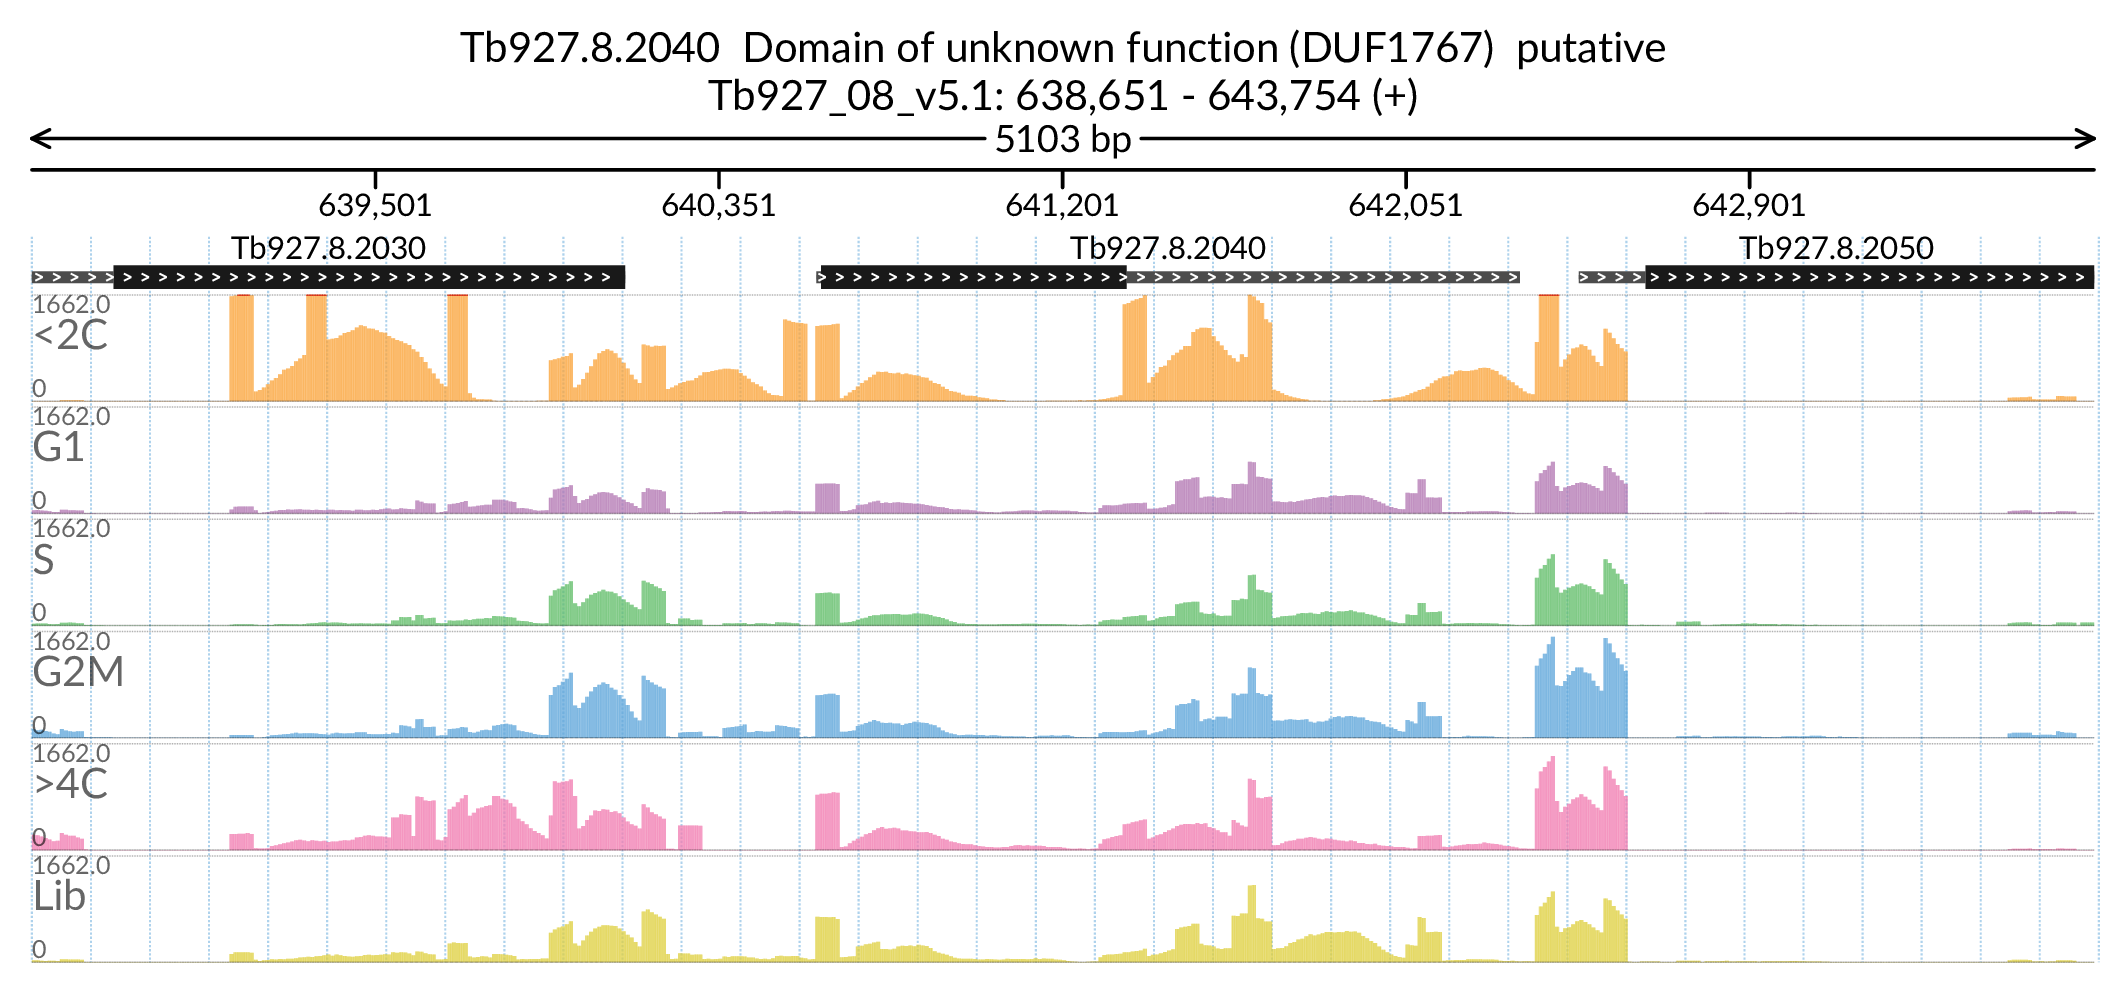 Tb927.8.2040 Domain of unknown function (DUF1767) putative
Tb927_08_v5.1: 638,651 - 643,754 (+)
5103 bp
639,501 640,351 641,201 642,051 642,901
Tb927.8.2030 Tb927.8.2040 Tb927.8.2050
1662.0
<2C
0
1662.0
G1
0
1662.0
S
0
1662.0
G2M
0
1662.0
>4C
0
1662.0
Lib
0